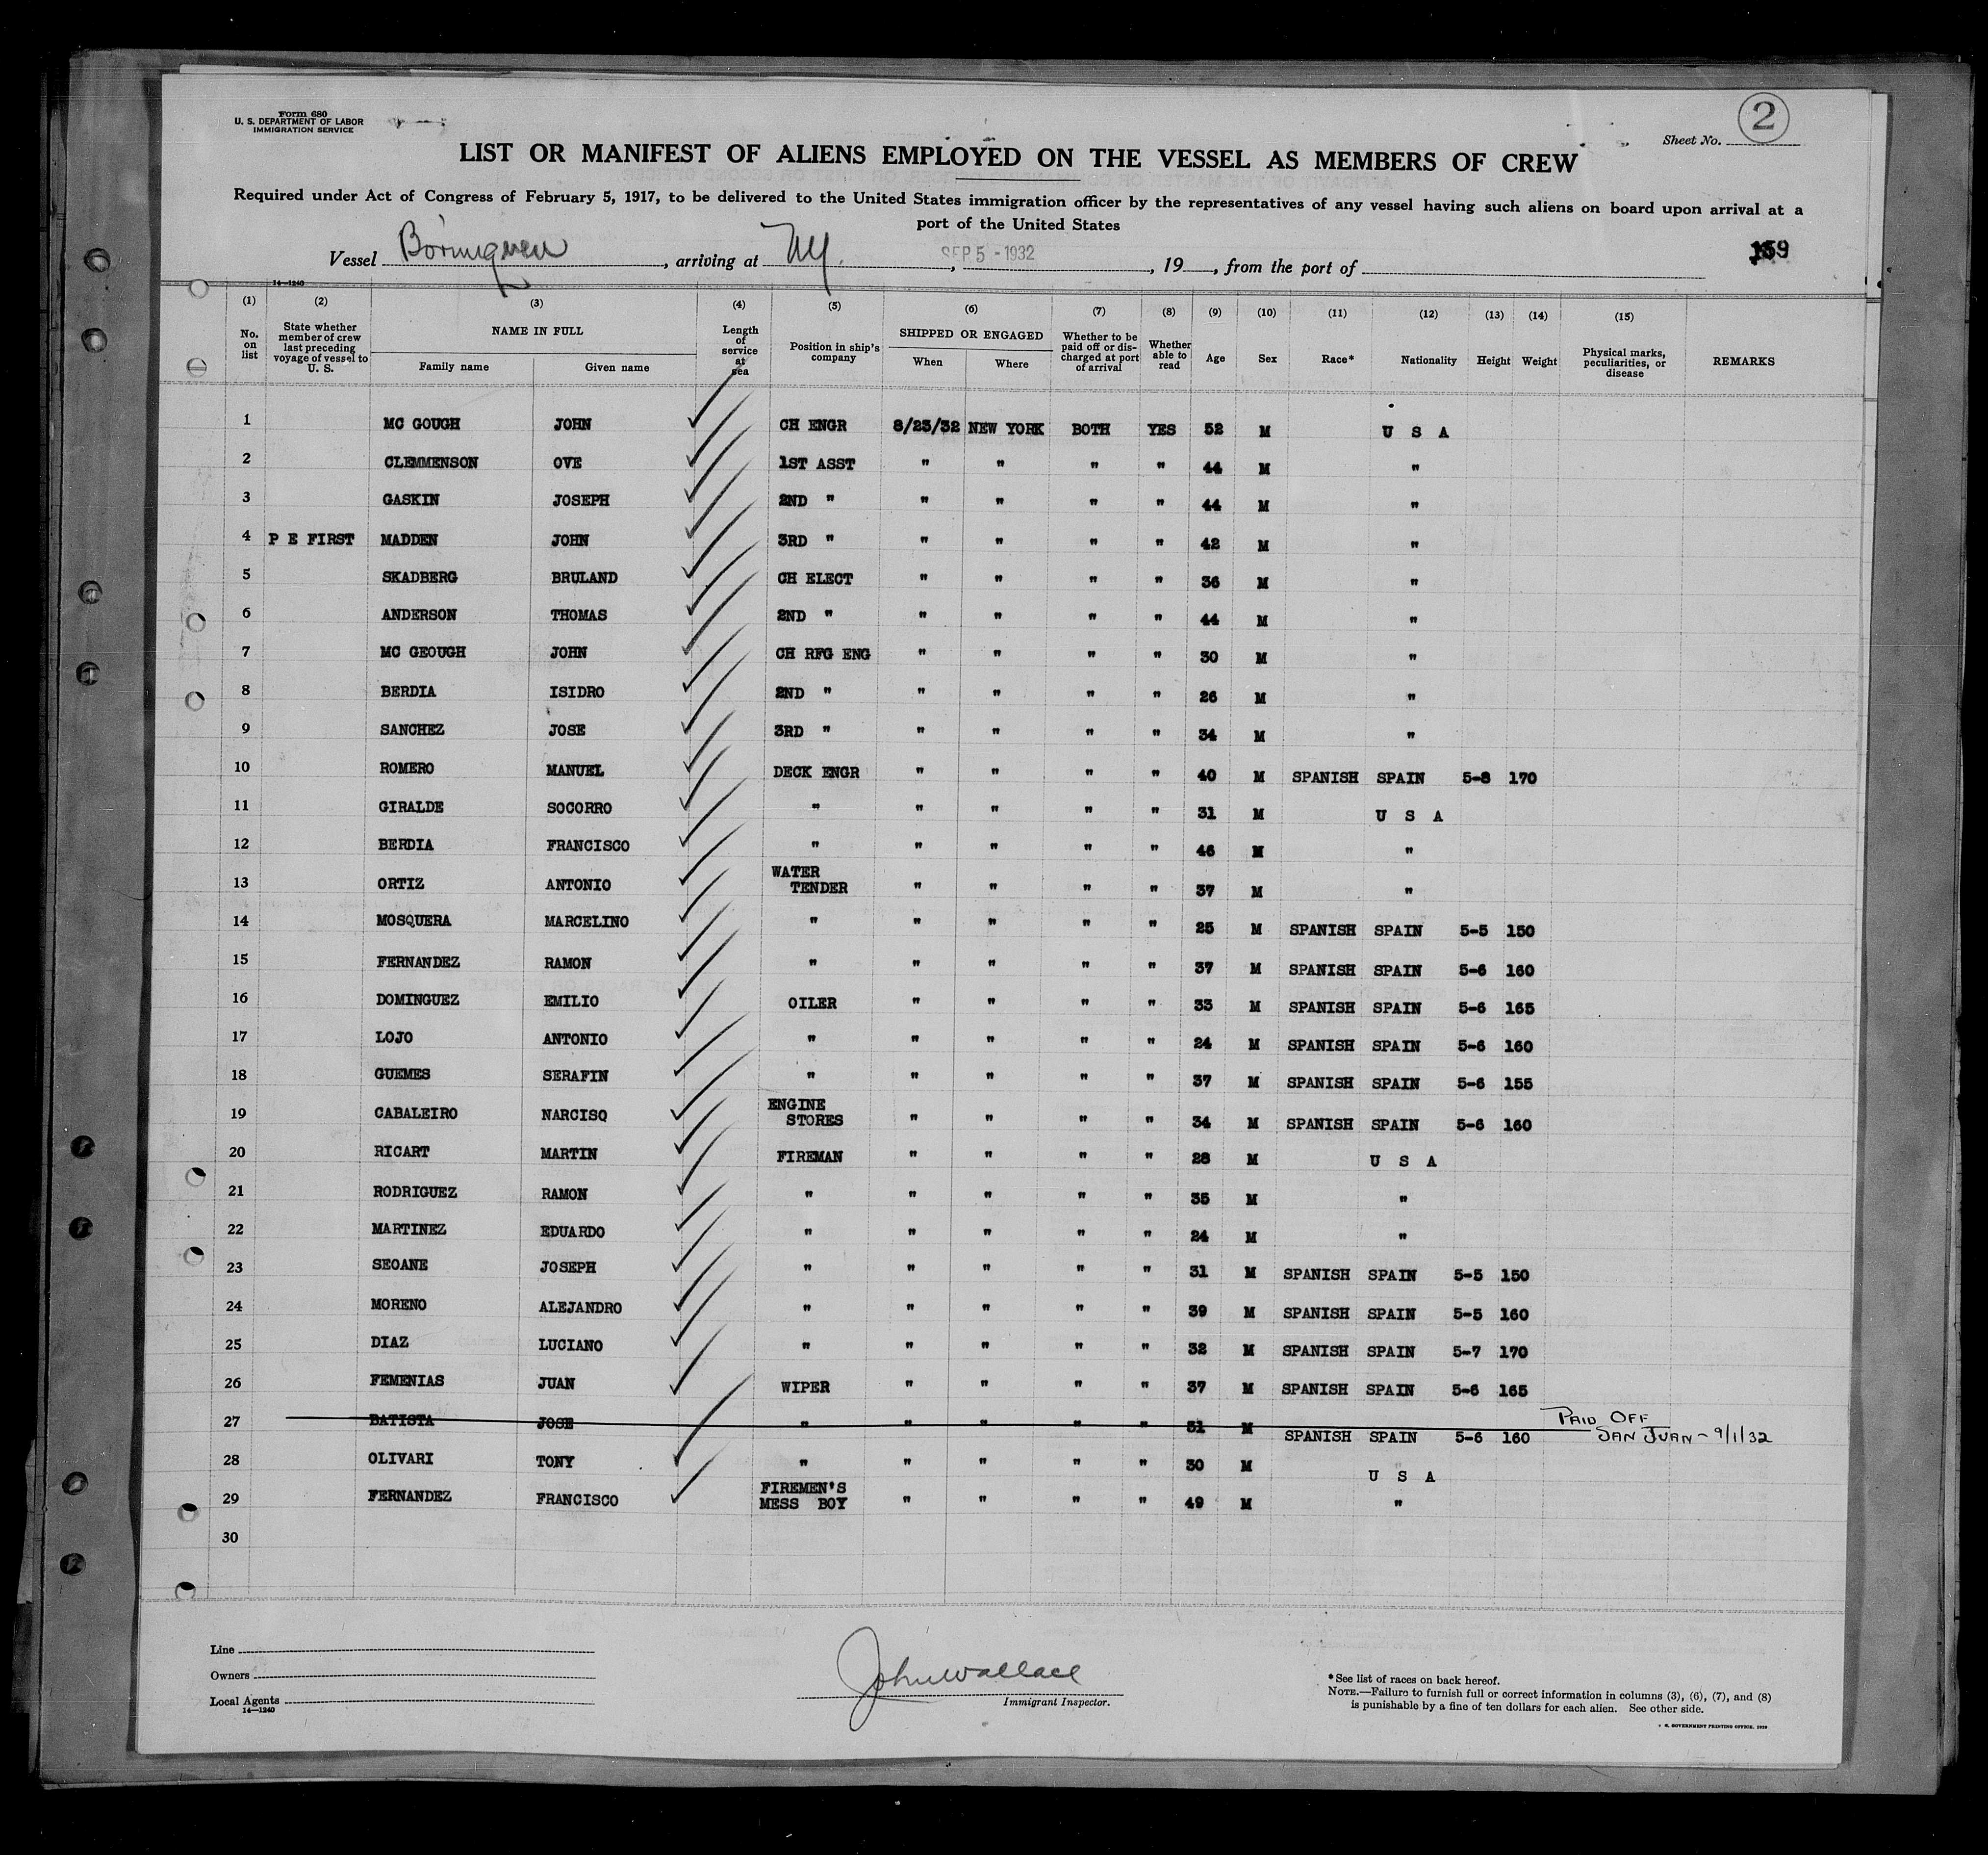 Form 680
U. S. DEPARTMENT OF LABOR
IMMIGRATION SERVICE
2
Sheet No.
LIST OR MANIFEST OF ALIENS EMPLOYED ON THE VESSEL AS MEMBERS OF CREW
Required under Act of Congress of February 5, 1917, to be delivered to the United States immigration officer by the representatives of any vessel having such aliens on board upon arrival at a
port of the United States
Vessel Borinquen, arriving at NY., SEP 5 - 1932, 19, from the port of
159
14—1240
(1) (2) (3) (4) (5) (6) (7) (8) (9) (10) (11) (12) (13) (14) (15)
No. on list
State whether member of crew last preceding voyage of vessel to U. S.
NAME IN FULL
Family name Given name
Length of service at sea
Position in ship's company
SHIPPED OR ENGAGED
When Where
Whether to be paid off or discharged at port of arrival
Whether able to read
Age Sex Race* Nationality Height Weight
Physical marks, peculiarities, or disease
REMARKS
1 MC GOUGH JOHN CH ENGR 8/23/32 NEW YORK BOTH YES 52 M U S A
2 CLEMMENSON OVE 1ST ASST " " " " 44 M "
3 GASKIN JOSEPH 2ND " " " " " 44 M "
4 P E FIRST MADDEN JOHN 3RD " " " " " 42 M "
5 SKADBERG BRULAND CH ELECT " " " " 36 M "
6 ANDERSON THOMAS 2ND " " " " " 44 M "
7 MC GEOUGH JOHN CH RFG ENG " " " " 30 M "
8 BERDIA ISIDRO 2ND " " " " " 26 M "
9 SANCHEZ JOSE 3RD " " " " " 34 M "
10 ROMERO MANUEL DECK ENGR " " " " 40 M SPANISH SPAIN 5-8 170
11 GIRALDE SOCORRO " " " " " 31 M U S A
12 BERDIA FRANCISCO " " " " " 46 M "
13 ORTIZ ANTONIO WATER TENDER " " " " 37 M "
14 MOSQUERA MARCELINO " " " " " 25 M SPANISH SPAIN 5-5 150
15 FERNANDEZ RAMON " " " " " 37 M SPANISH SPAIN 5-6 160
16 DOMINGUEZ EMILIO OILER " " " " 33 M SPANISH SPAIN 5-6 165
17 LOJO ANTONIO " " " " " 24 M SPANISH SPAIN 5-6 160
18 GUEMES SERAFIN " " " " " 37 M SPANISH SPAIN 5-6 155
19 CABALEIRO NARCISO ENGINE STORES " " " " 34 M SPANISH SPAIN 5-6 160
20 RICART MARTIN FIREMAN " " " " 28 M U S A
21 RODRIGUEZ RAMON " " " " " 35 M "
22 MARTINEZ EDUARDO " " " " " 24 M "
23 SEOANE JOSEPH " " " " " 31 M SPANISH SPAIN 5-5 150
24 MORENO ALEJANDRO " " " " " 39 M SPANISH SPAIN 5-5 160
25 DIAZ LUCIANO " " " " " 32 M SPANISH SPAIN 5-7 170
26 FEMENIAS JUAN WIPER " " " " 37 M SPANISH SPAIN 5-6 165
27 BATISTA JOSE " " " " " 31 M SPANISH SPAIN 5-6 160 PAID OFF SAN JUAN - 9/1/32
28 OLIVARI TONY " " " " " 30 M U S A
29 FERNANDEZ FRANCISCO FIREMEN'S MESS BOY " " " " 49 M "
30
Line
Owners
Local Agents
14—1240
John Wallace
Immigrant Inspector.
*See list of races on back hereof.
NOTE.—Failure to furnish full or correct information in columns (3), (6), (7), and (8)
is punishable by a fine of ten dollars for each alien. See other side.
U. S. GOVERNMENT PRINTING OFFICE. 1929